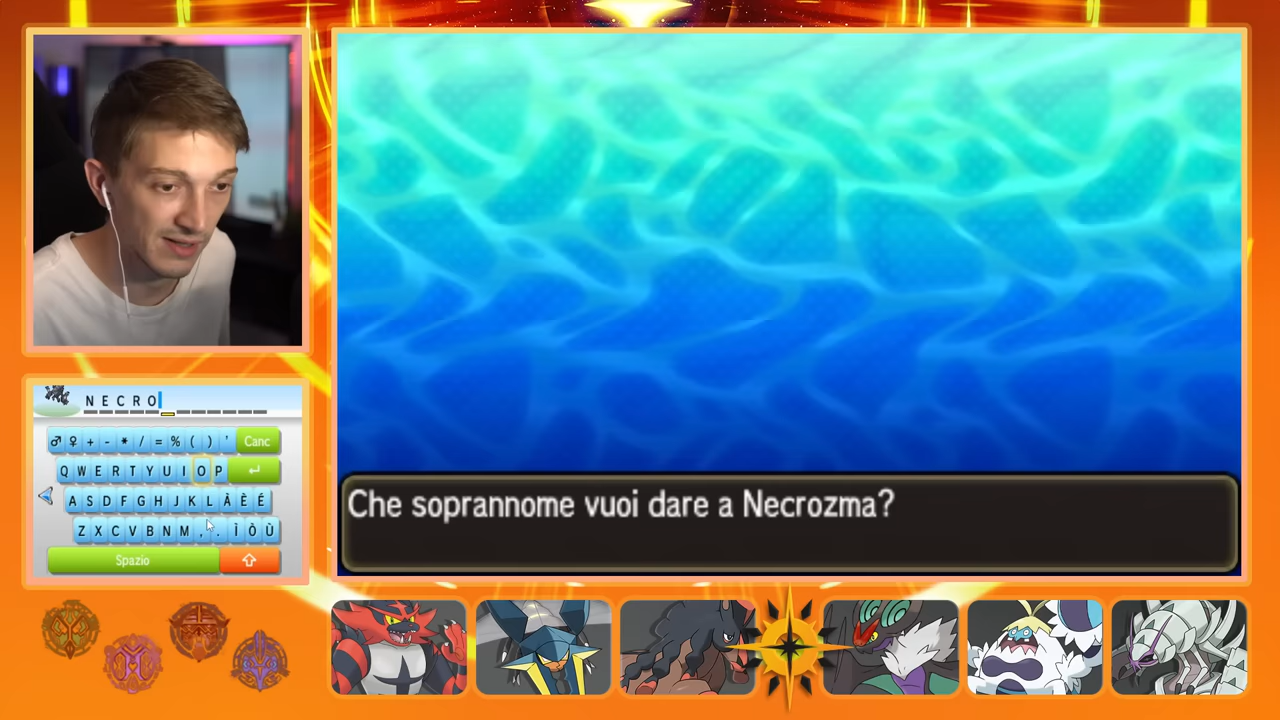 NECRO
♂ ♀ + - * / = % ( ) ' Canc
Q W E R T Y U I O P
A S D F G H J K L À È É
Z X C V B N M , . Ì Ò Ù
Spazio
Che soprannome vuoi dare a Necrozma?